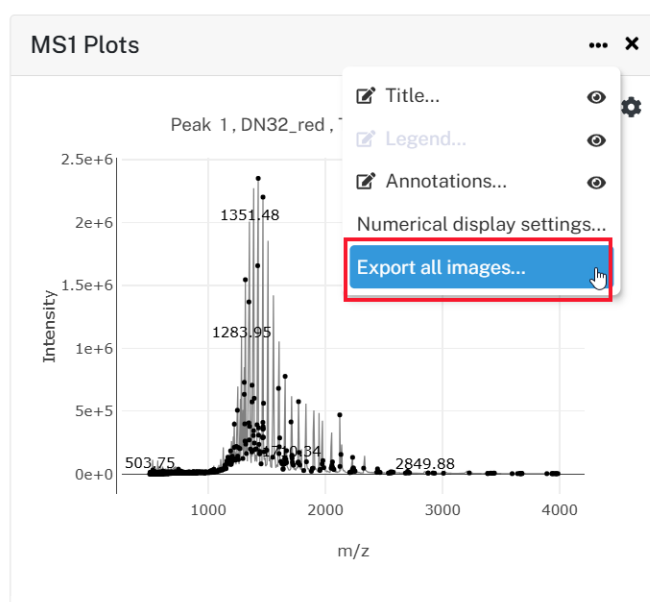 MS1 Plots
Title...
Peak 1 , DN32_red ,
Legend...
Annotations...
Numerical display settings...
Export all images...
2.5e+6
2e+6
1.5e+6
1e+6
5e+5
0e+0
Intensity
1351.48
1283.95
503.75
2849.88
1000
2000
3000
4000
m/z